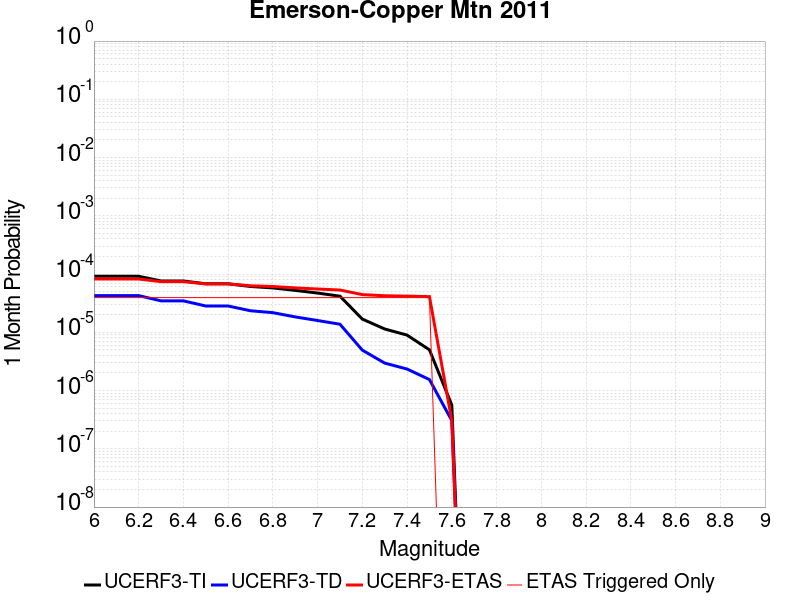 Emerson-Copper Mtn 2011
10^0
10^-1
10^-2
10^-3
10^-4
10^-5
10^-6
10^-7
10^-8
1 Month Probability
6 6.2 6.4 6.6 6.8 7 7.2 7.4 7.6 7.8 8 8.2 8.4 8.6 8.8 9
Magnitude
UCERF3-TI UCERF3-TD UCERF3-ETAS ETAS Triggered Only